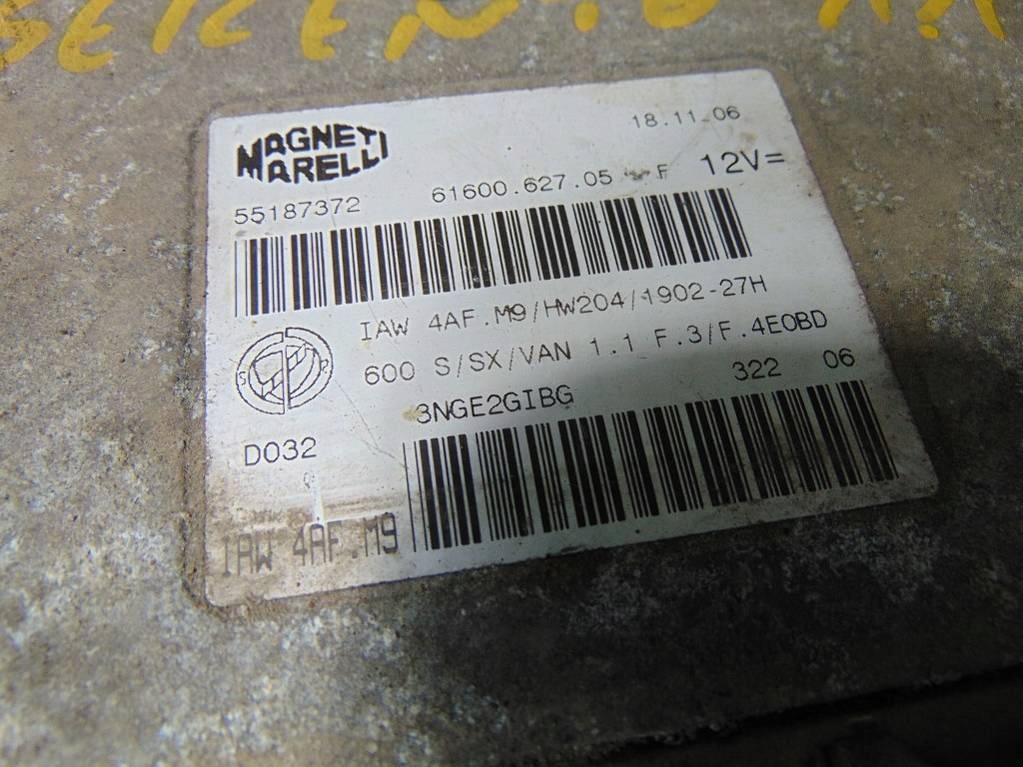 MAGNETI
MARELLI
18.11.06
55187372
61600.627.05
F
12V=
IAW 4AF.M9/HW204/1902-27H
600 S/SX/VAN 1.1 F.3/F.4EOBD
3NGE2GIBG
322 06
D032
IAW 4AF.M9